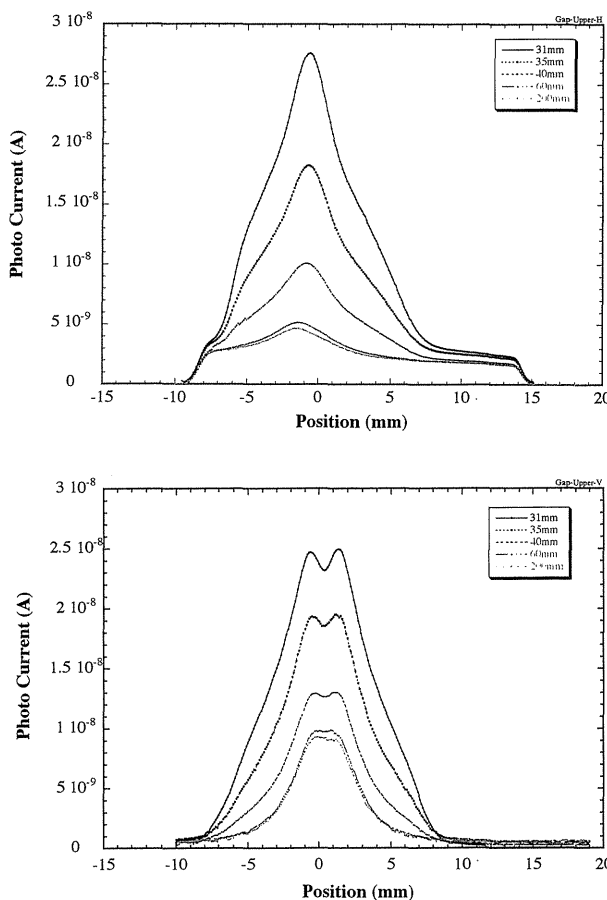 Gap-Upper-H
3 10-8
2.5 10-8
2 10-8
1.5 10-8
1 10-8
5 10-9
0
Photo Current (A)
31mm
35mm
40mm
60mm
200mm
-15 -10 -5 0 5 10 15 20
Position (mm)
Gap-Upper-V
3 10-8
2.5 10-8
2 10-8
1.5 10-8
1 10-8
5 10-9
0
Photo Current (A)
31mm
35mm
40mm
60mm
200mm
-15 -10 -5 0 5 10 15 20
Position (mm)